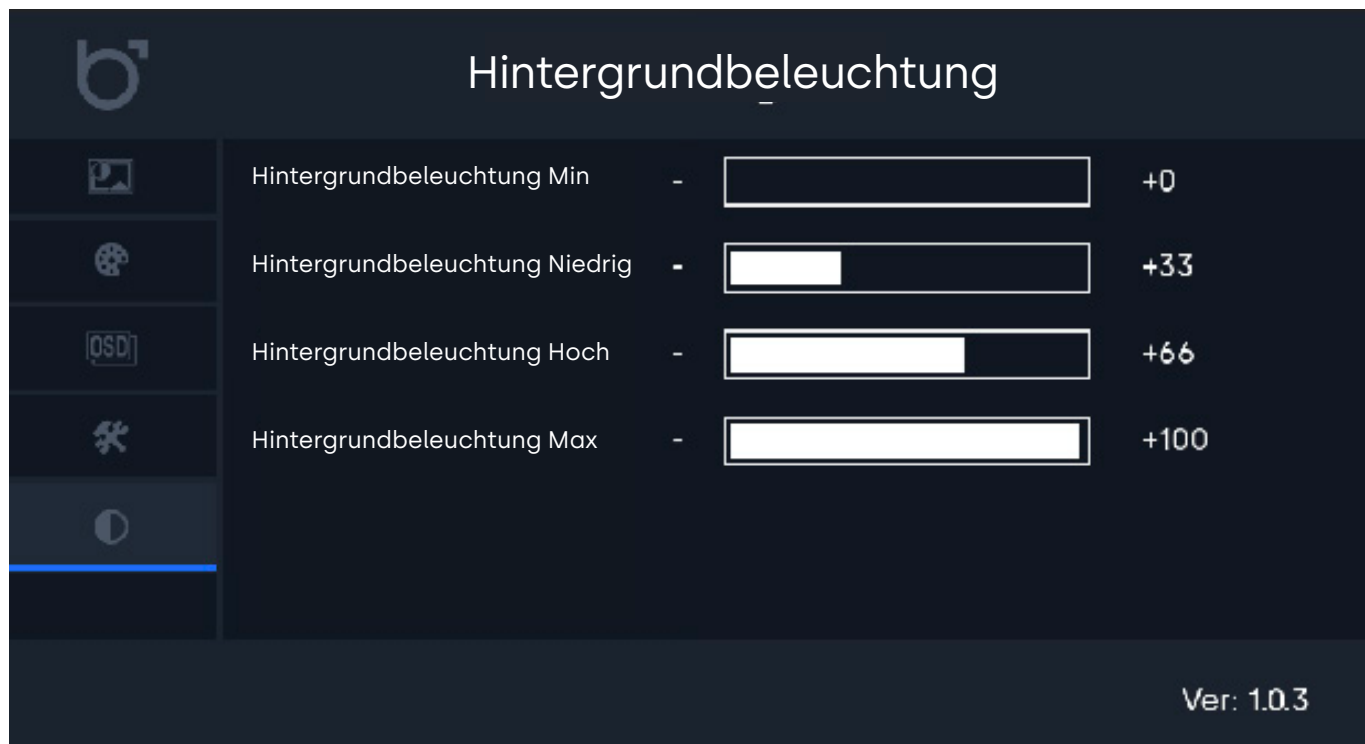 Hintergrundbeleuchtung
Hintergrundbeleuchtung Min - +0
Hintergrundbeleuchtung Niedrig - +33
OSD
Hintergrundbeleuchtung Hoch - +66
Hintergrundbeleuchtung Max - +100
Ver: 1.0.3